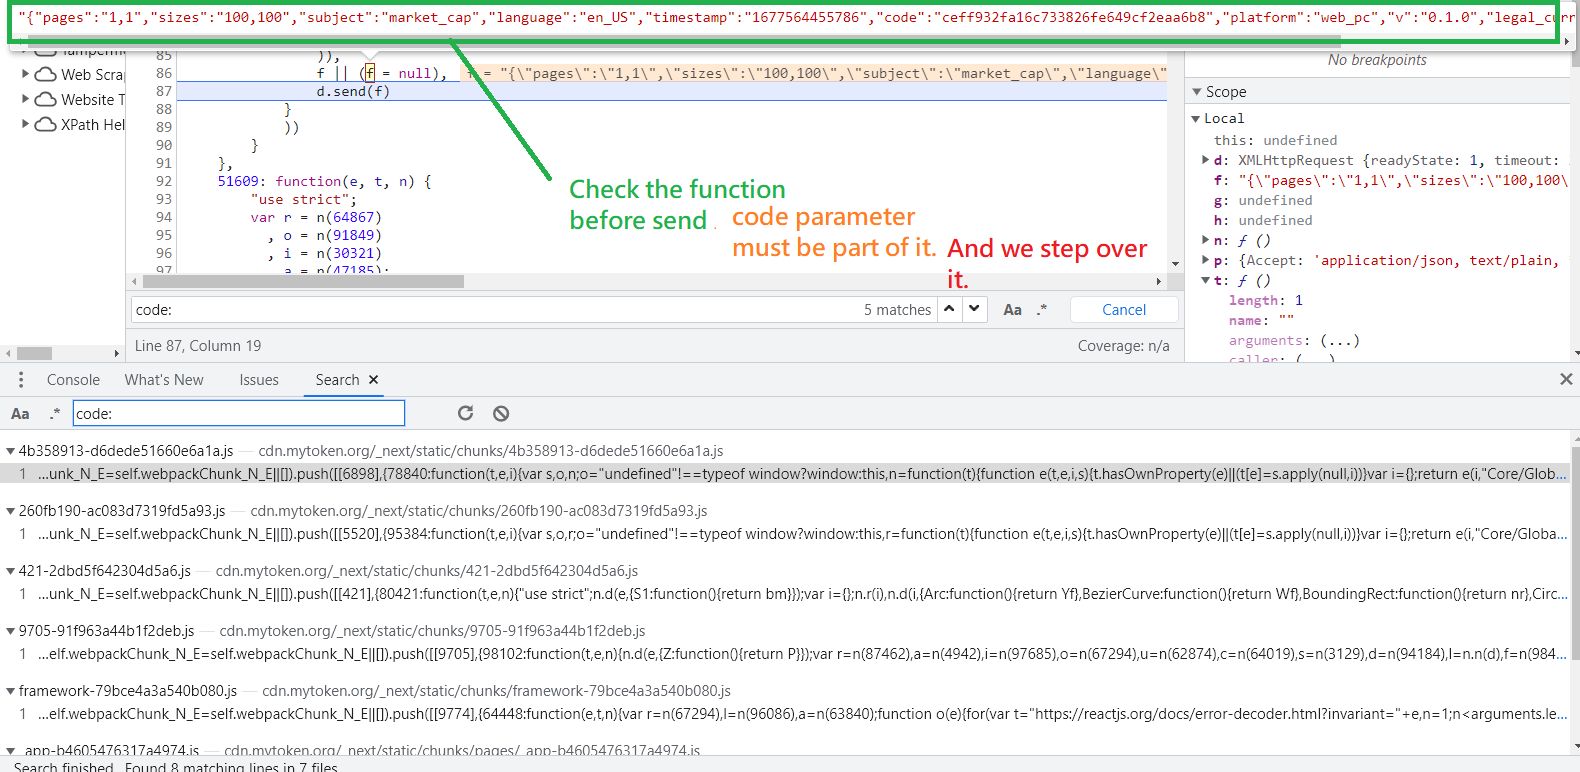 "{"pages":"1,1","sizes":"100,100","subject":"market_cap","language":"en_US","timestamp":"1677564455786","code":"ceff932fa16c733826fe649cf2eaa6b8","platform":"web_pc","v":"0.1.0","legal_curr
Web Scrap
Website T
XPath Hel
85 )),
86 f || (f = null), f = "{\"pages\":\"1,1\",\"sizes\":\"100,100\",\"subject\":\"market_cap\",\"language\"
87 d.send(f)
88 }
89 ))
90 }
91 },
92 51609: function(e, t, n) {
93 "use strict";
94 var r = n(64867)
95 , o = n(91849)
96 , i = n(30321)
97 , a = n(47185);
Check the function
before send .
code parameter
must be part of it.
And we step over
it.
No breakpoints
Scope
Local
this: undefined
d: XMLHttpRequest {readyState: 1, timeout:
f: "{\"pages\":\"1,1\",\"sizes\":\"100,100\
g: undefined
h: undefined
n: ƒ ()
p: {Accept: 'application/json, text/plain,
t: ƒ ()
length: 1
name: ""
arguments: (...)
caller: (...)
code: 5 matches Aa .* Cancel
Line 87, Column 19 Coverage: n/a
Console What's New Issues Search
Aa .* code:
4b358913-d6dede51660e6a1a.js — cdn.mytoken.org/_next/static/chunks/4b358913-d6dede51660e6a1a.js
1 …unk_N_E=self.webpackChunk_N_E||[]).push([[6898],{78840:function(t,e,i){var s,o,n;o="undefined"!==typeof window?window:this,n=function(t){function e(t,e,i,s){t.hasOwnProperty(e)||(t[e]=s.apply(null,i))}var i={};return e(i,"Core/Glob…
260fb190-ac083d7319fd5a93.js — cdn.mytoken.org/_next/static/chunks/260fb190-ac083d7319fd5a93.js
1 …unk_N_E=self.webpackChunk_N_E||[]).push([[5520],{95384:function(t,e,i){var s,o,r;o="undefined"!==typeof window?window:this,r=function(t){function e(t,e,i,s){t.hasOwnProperty(e)||(t[e]=s.apply(null,i))}var i={};return e(i,"Core/Globa…
421-2dbd5f642304d5a6.js — cdn.mytoken.org/_next/static/chunks/421-2dbd5f642304d5a6.js
1 …unk_N_E=self.webpackChunk_N_E||[]).push([[421],{80421:function(t,e,n){"use strict";n.d(e,{S1:function(){return bm}});var i={};n.r(i),n.d(i,{Arc:function(){return Yf},BezierCurve:function(){return Wf},BoundingRect:function(){return nr},Circ…
9705-91f963a44b1f2deb.js — cdn.mytoken.org/_next/static/chunks/9705-91f963a44b1f2deb.js
1 …elf.webpackChunk_N_E=self.webpackChunk_N_E||[]).push([[9705],{98102:function(t,e,n){n.d(e,{Z:function(){return P}});var r=n(87462),a=n(4942),i=n(97685),o=n(67294),u=n(62874),c=n(64019),s=n(3129),d=n(94184),l=n.n(d),f=n(984…
framework-79bce4a3a540b080.js — cdn.mytoken.org/_next/static/chunks/framework-79bce4a3a540b080.js
1 …elf.webpackChunk_N_E=self.webpackChunk_N_E||[]).push([[9774],{64448:function(e,t,n){var r=n(67294),l=n(96086),a=n(63840);function o(e){for(var t="https://reactjs.org/docs/error-decoder.html?invariant="+e,n=1;n<arguments.le…
_app-b4605476317a4974.js — cdn.mytoken.org/_next/static/chunks/pages/_app-b4605476317a4974.js
Search finished. Found 8 matching lines in 7 files.